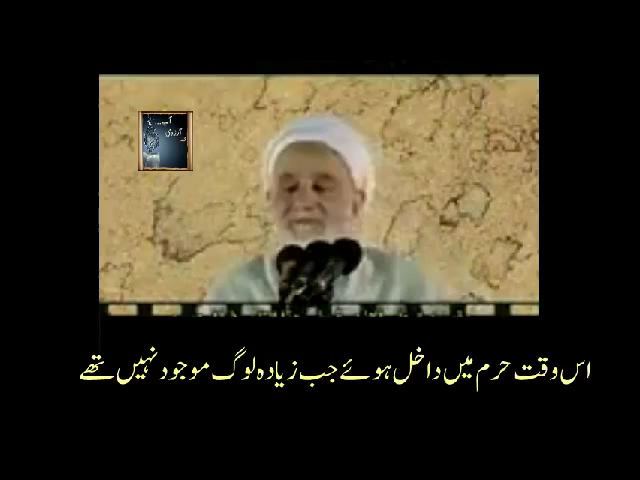 اس وقت حرم میں داخل ہوئے جب زیادہ لوگ موجود نہیں تھے